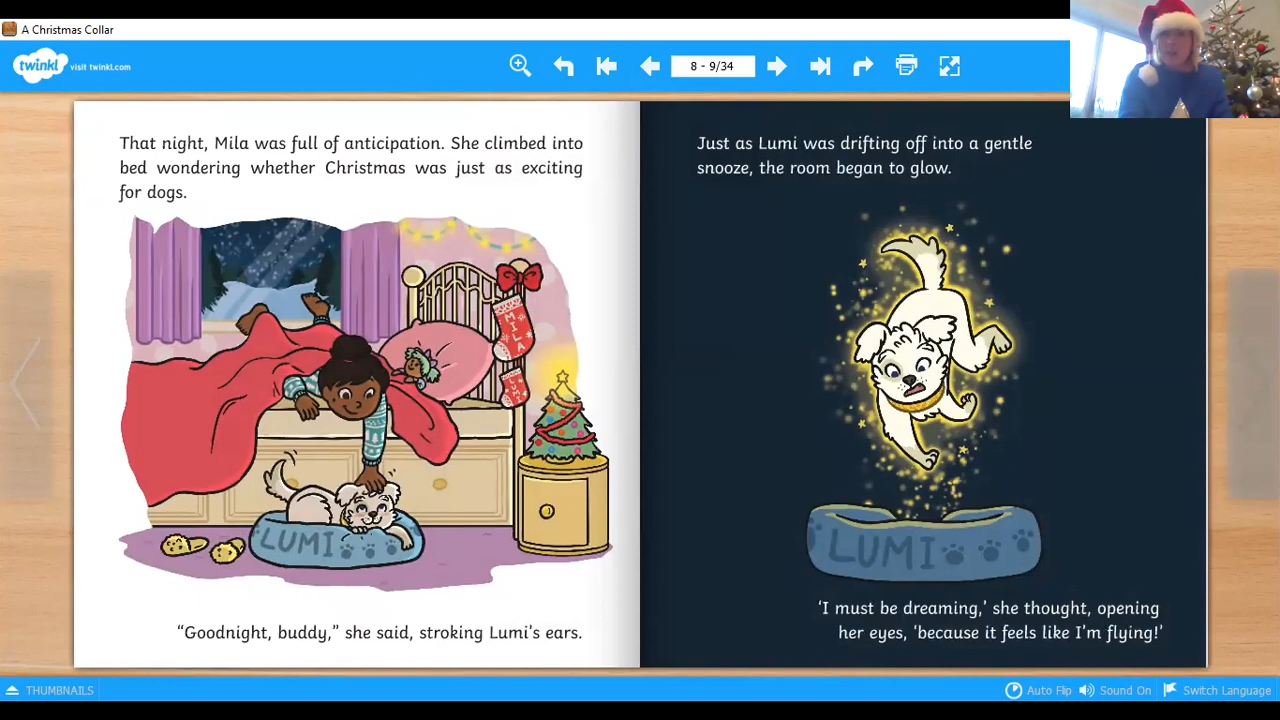 A Christmas Collar
twinkl visit twinkl.com
8 - 9/34
That night, Mila was full of anticipation. She climbed into
bed wondering whether Christmas was just as exciting
for dogs.
MILA
LUMI
LUMI
"Goodnight, buddy," she said, stroking Lumi's ears.
Just as Lumi was drifting off into a gentle
snooze, the room began to glow.
LUMI
'I must be dreaming,' she thought, opening
her eyes, 'because it feels like I'm flying!'
THUMBNAILS
Auto Flip
Sound On
Switch Language